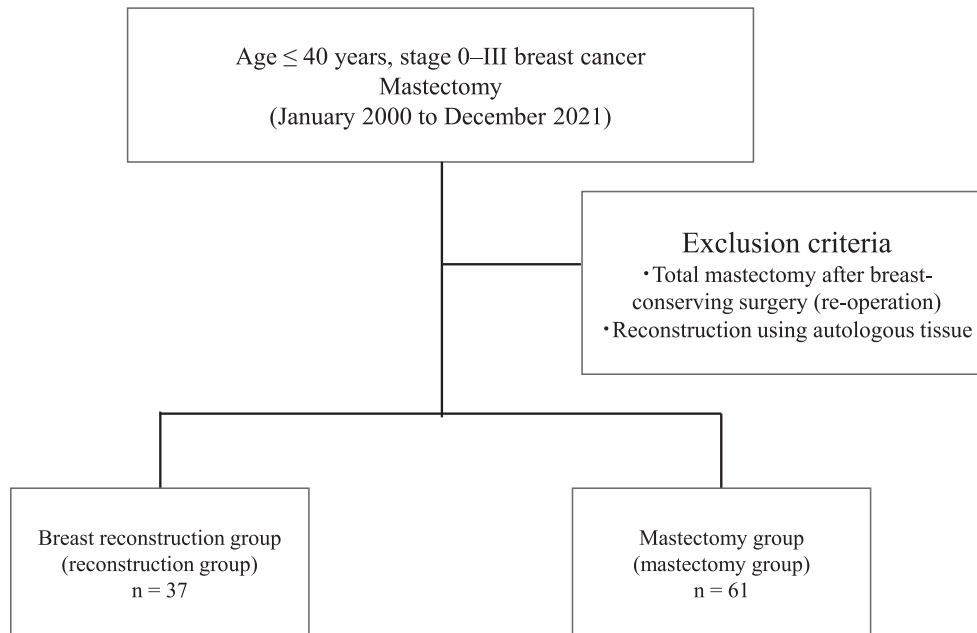 Age ≤ 40 years, stage 0–III breast cancer
Mastectomy
(January 2000 to December 2021)
Exclusion criteria
・Total mastectomy after breast-
conserving surgery (re-operation)
・Reconstruction using autologous tissue
Breast reconstruction group
(reconstruction group)
n = 37
Mastectomy group
(mastectomy group)
n = 61